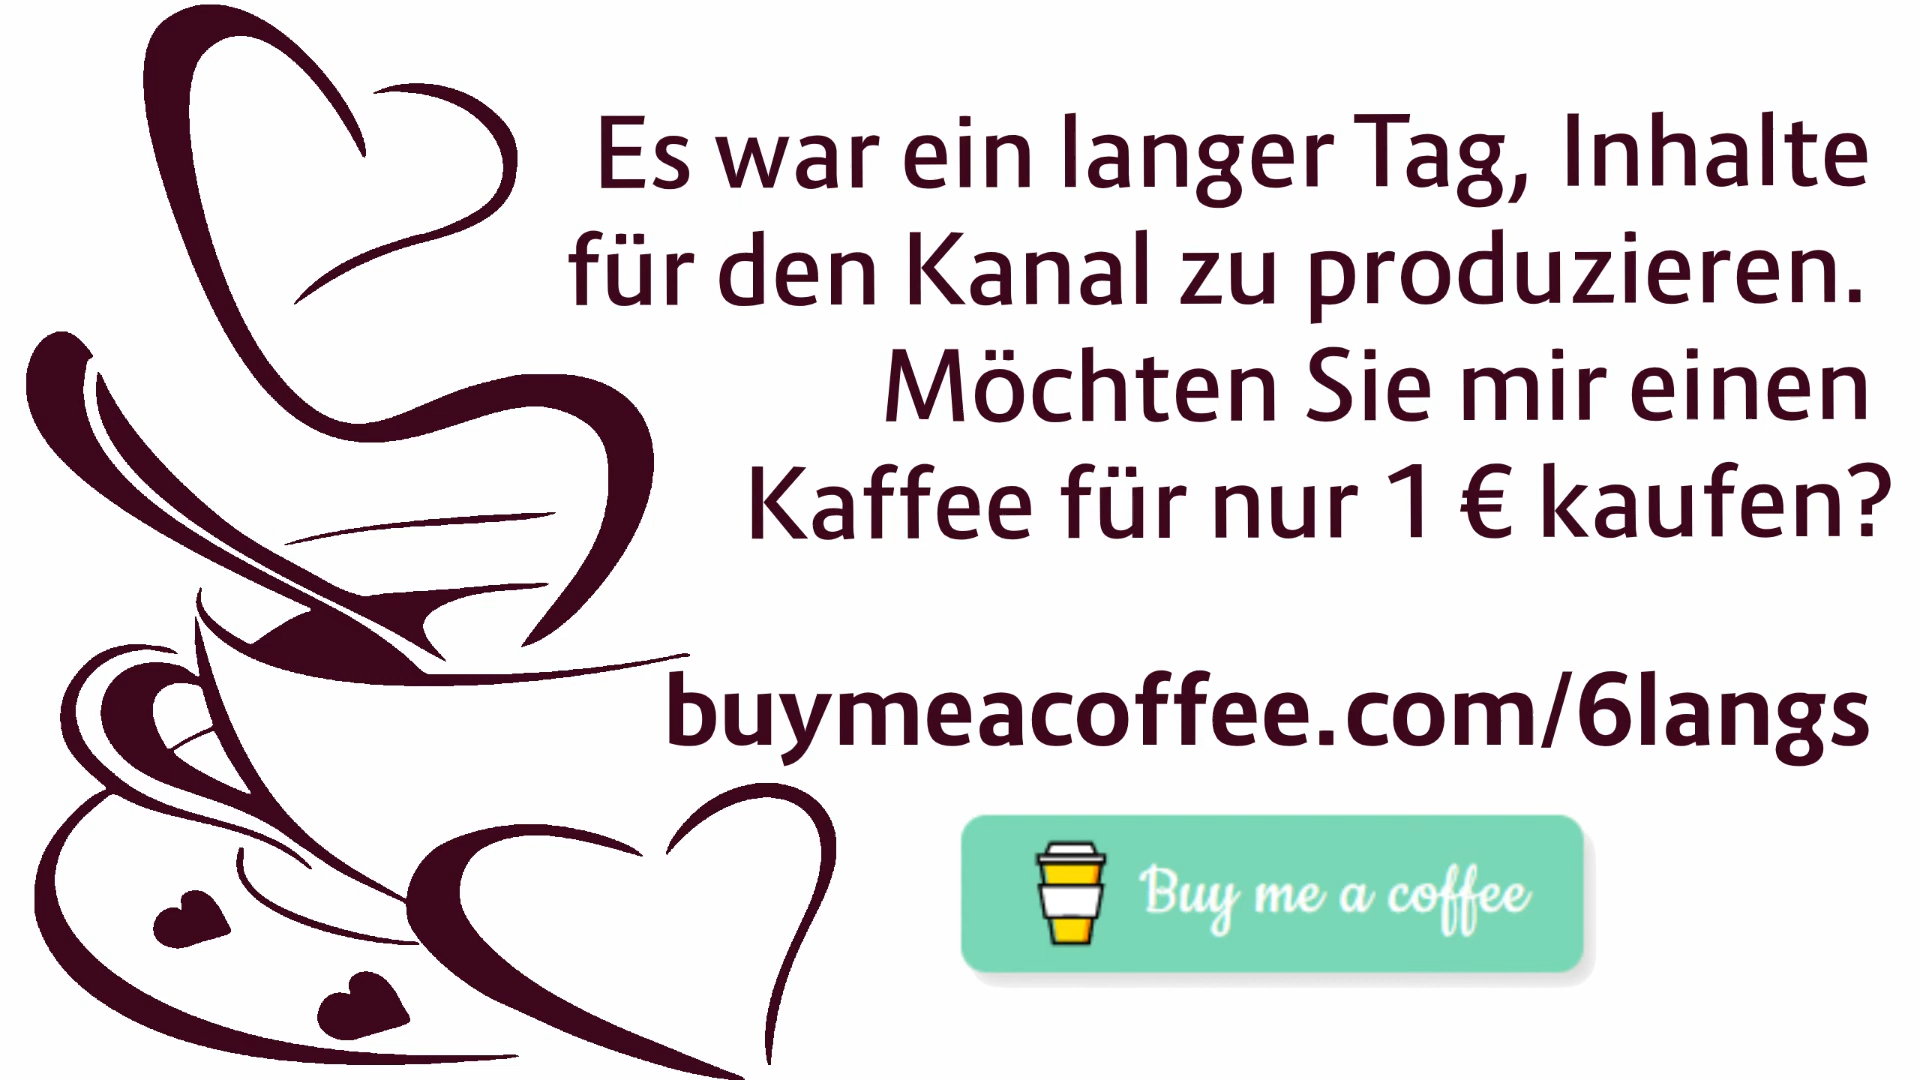 Es war ein langer Tag, Inhalte
für den Kanal zu produzieren.
Möchten Sie mir einen
Kaffee für nur 1 € kaufen?
buymeacoffee.com/6langs
Buy me a coffee